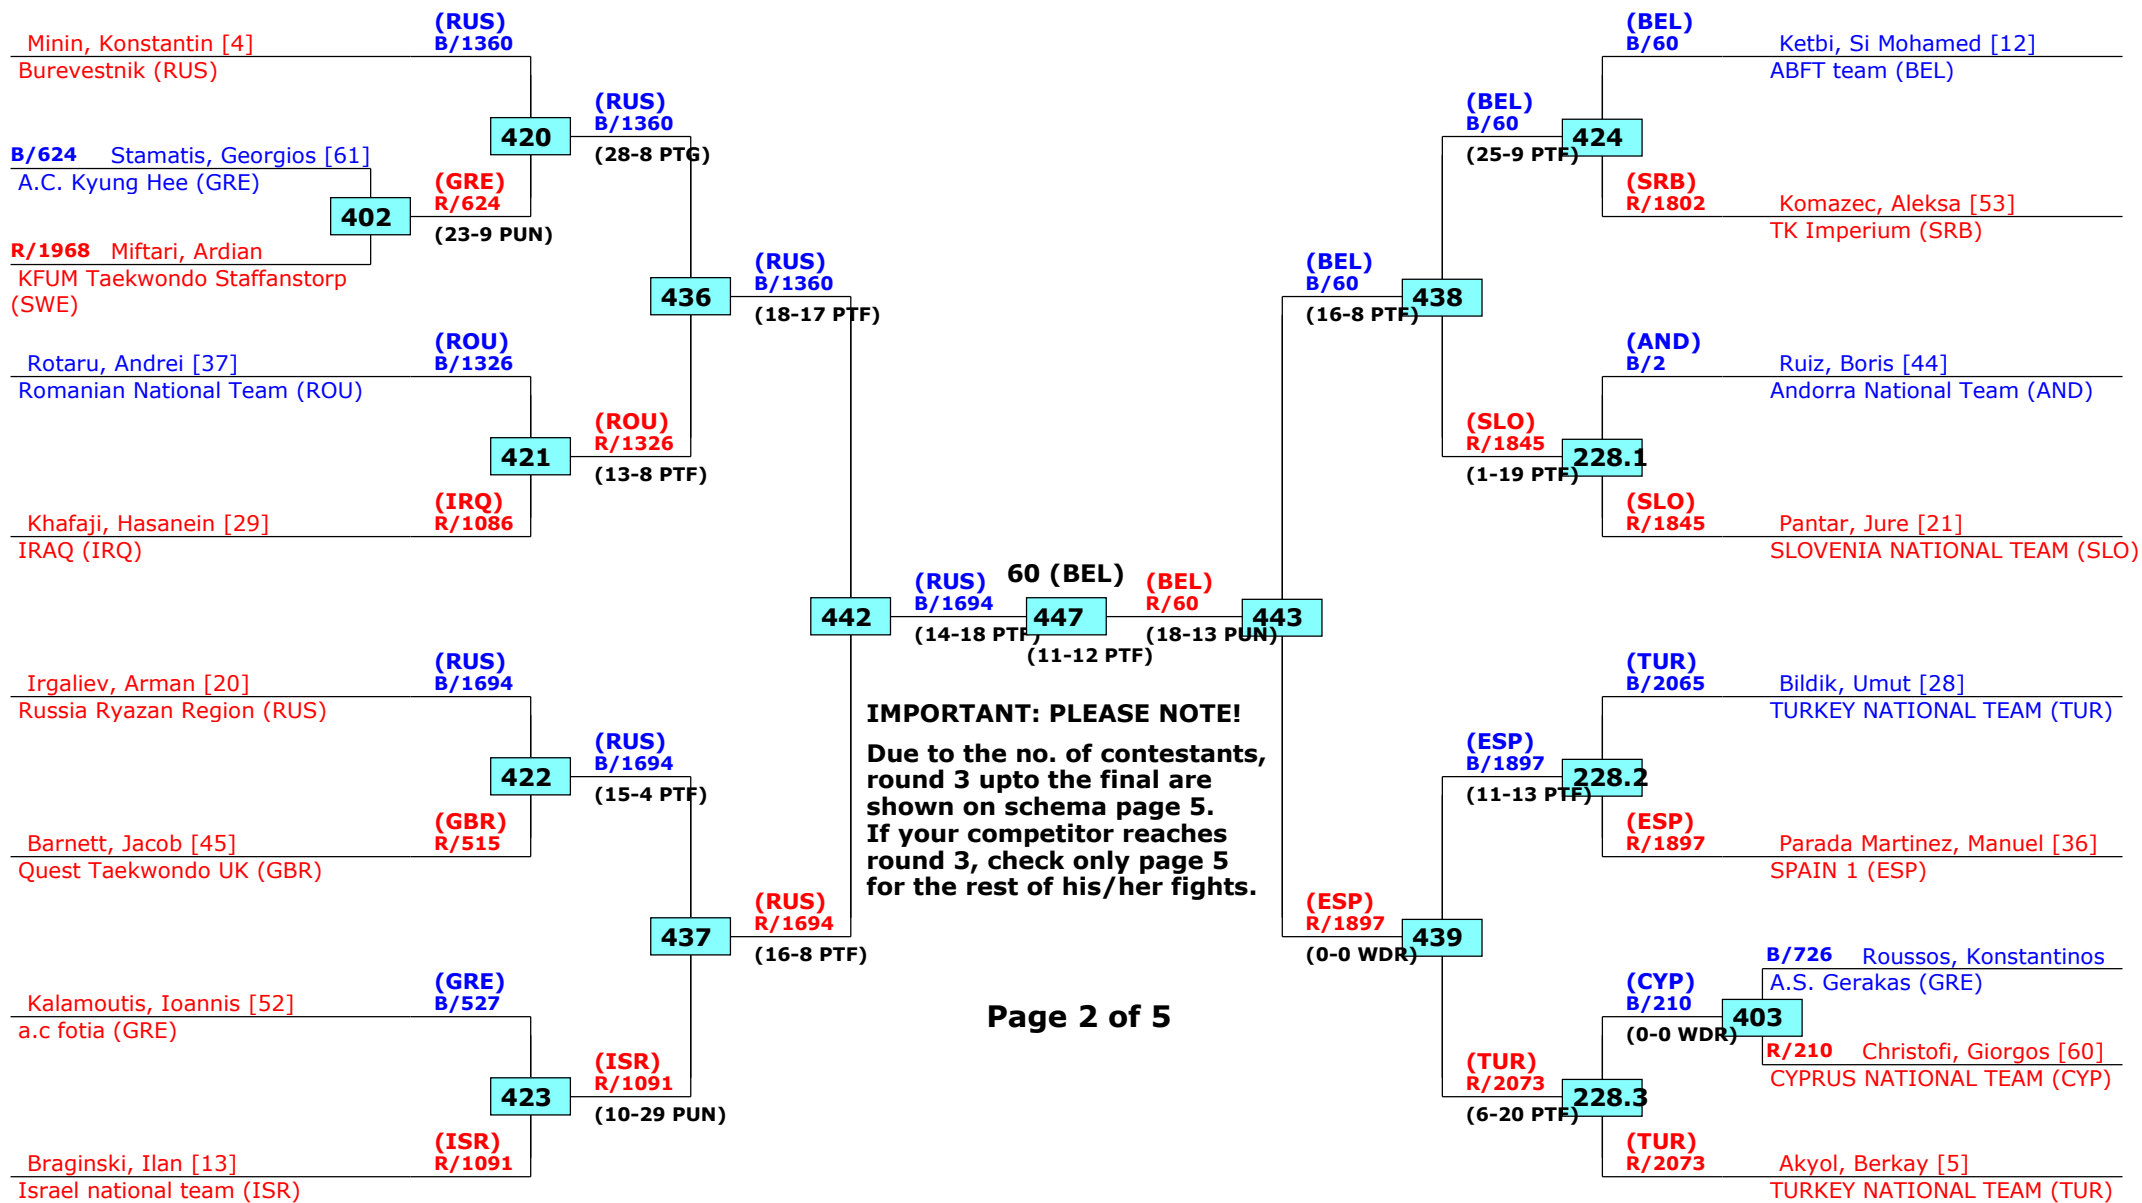 (RUS)
Minin, Konstantin [4] B/1360
Burevestnik (RUS)
(RUS)
B/1360
420
(28-8 PTG)
B/624 Stamatis, Georgios [61]
A.C. Kyung Hee (GRE)
(GRE)
R/624
402
(23-9 PUN)
R/1968 Miftari, Ardian
KFUM Taekwondo Staffanstorp
(SWE)
(RUS)
B/1360
436
(18-17 PTF)
(ROU)
Rotaru, Andrei [37] B/1326
Romanian National Team (ROU)
(ROU)
R/1326
421
(13-8 PTF)
(IRQ)
Khafaji, Hasanein [29] R/1086
IRAQ (IRQ)
(RUS)
B/1694
442
(14-18 PTF)
60 (BEL)
447
(11-12 PTF)
(BEL)
R/60
443
(18-13 PUN)
(RUS)
Irgaliev, Arman [20] B/1694
Russia Ryazan Region (RUS)
(RUS)
B/1694
422
(15-4 PTF)
(GBR)
Barnett, Jacob [45] R/515
Quest Taekwondo UK (GBR)
(RUS)
R/1694
437
(16-8 PTF)
(GRE)
Kalamoutis, Ioannis [52] B/527
a.c fotia (GRE)
(ISR)
R/1091
423
(10-29 PUN)
(ISR)
Braginski, Ilan [13] R/1091
Israel national team (ISR)
IMPORTANT: PLEASE NOTE!
Due to the no. of contestants,
round 3 upto the final are
shown on schema page 5.
If your competitor reaches
round 3, check only page 5
for the rest of his/her fights.
Page 2 of 5
(BEL)
B/60 Ketbi, Si Mohamed [12]
ABFT team (BEL)
(BEL)
B/60
424
(25-9 PTF)
(SRB)
R/1802 Komazec, Aleksa [53]
TK Imperium (SRB)
(BEL)
B/60
438
(16-8 PTF)
(AND)
B/2 Ruiz, Boris [44]
Andorra National Team (AND)
(SLO)
R/1845
228.1
(1-19 PTF)
(SLO)
R/1845 Pantar, Jure [21]
SLOVENIA NATIONAL TEAM (SLO)
(TUR)
B/2065 Bildik, Umut [28]
TURKEY NATIONAL TEAM (TUR)
(ESP)
B/1897
228.2
(11-13 PTF)
(ESP)
R/1897 Parada Martinez, Manuel [36]
SPAIN 1 (ESP)
(ESP)
R/1897
439
(0-0 WDR)
B/726 Roussos, Konstantinos
A.S. Gerakas (GRE)
(CYP)
B/210
403
(0-0 WDR)
R/210 Christofi, Giorgos [60]
CYPRUS NATIONAL TEAM (CYP)
(TUR)
R/2073
228.3
(6-20 PTF)
(TUR)
R/2073 Akyol, Berkay [5]
TURKEY NATIONAL TEAM (TUR)